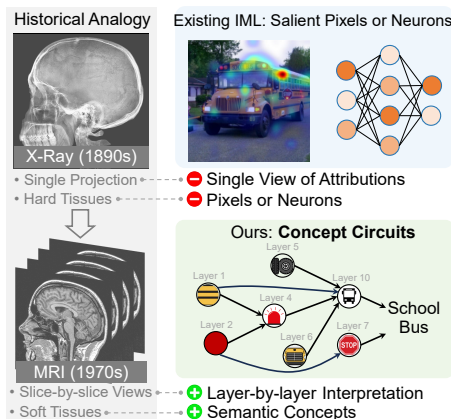 Historical Analogy
X-Ray (1890s)
• Single Projection
• Hard Tissues
MRI (1970s)
• Slice-by-slice Views
• Soft Tissues
Existing IML: Salient Pixels or Neurons
Single View of Attributions
Pixels or Neurons
Ours: Concept Circuits
Layer 5
Layer 1
Layer 10
Layer 4
Layer 2
Layer 6
Layer 7
STOP
School
Bus
Layer-by-layer Interpretation
Semantic Concepts